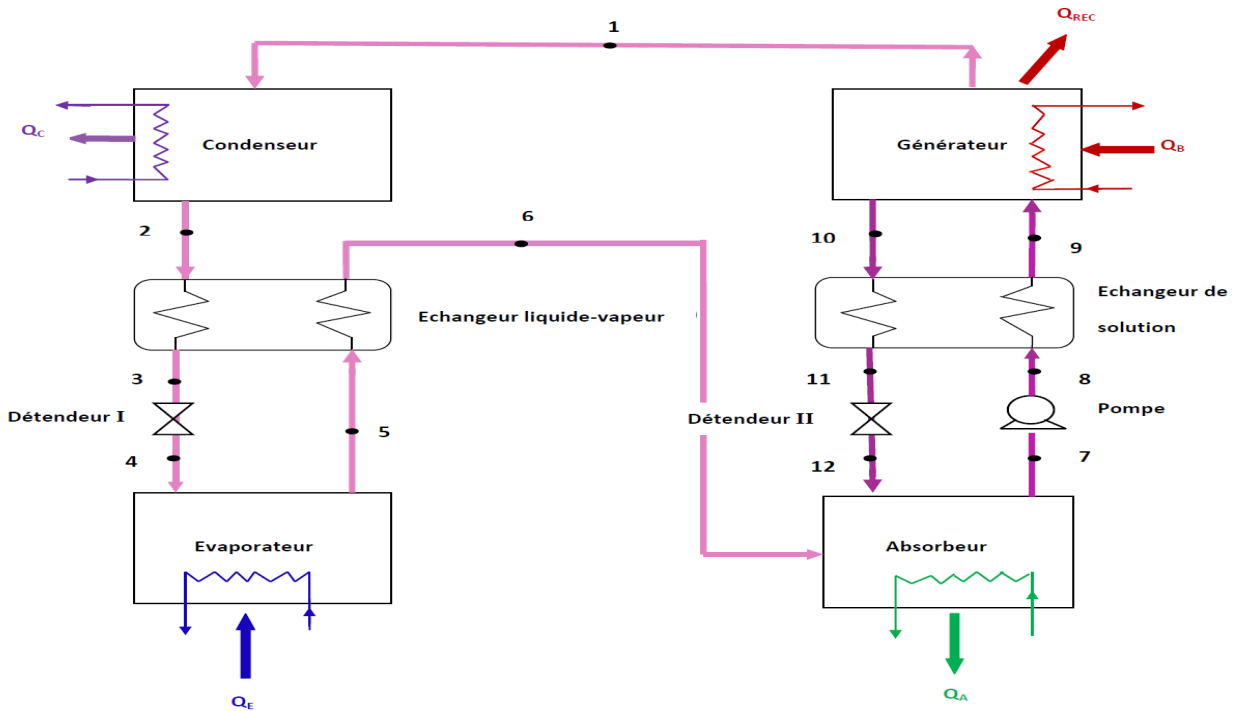 1
Q_REC
Q_C
Condenseur
Générateur
Q_B
2
6
10
9
Echangeur liquide-vapeur
Echangeur de
solution
3
11
8
Détendeur I
Détendeur II
Pompe
5
4
12
7
Evaporateur
Absorbeur
Q_E
Q_A